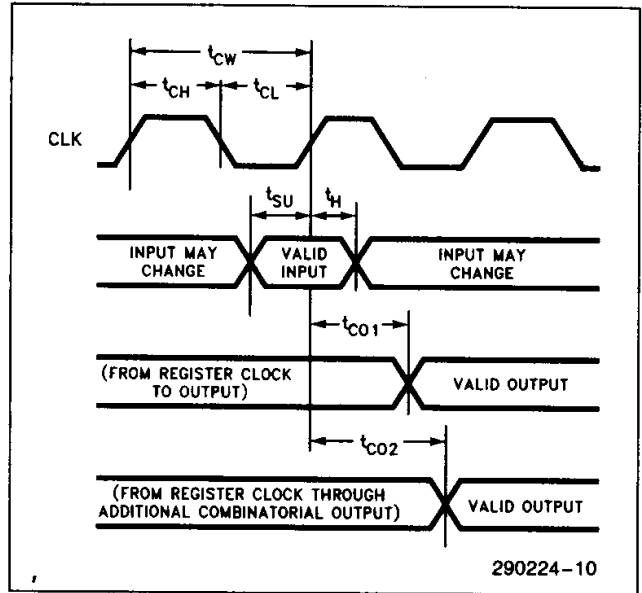 tCW
tCH
tCL
CLK
tSU
tH
INPUT MAY
CHANGE
VALID
INPUT
INPUT MAY
CHANGE
tCO1
(FROM REGISTER CLOCK
TO OUTPUT)
VALID OUTPUT
tCO2
(FROM REGISTER CLOCK THROUGH
ADDITIONAL COMBINATORIAL OUTPUT)
VALID OUTPUT
290224-10